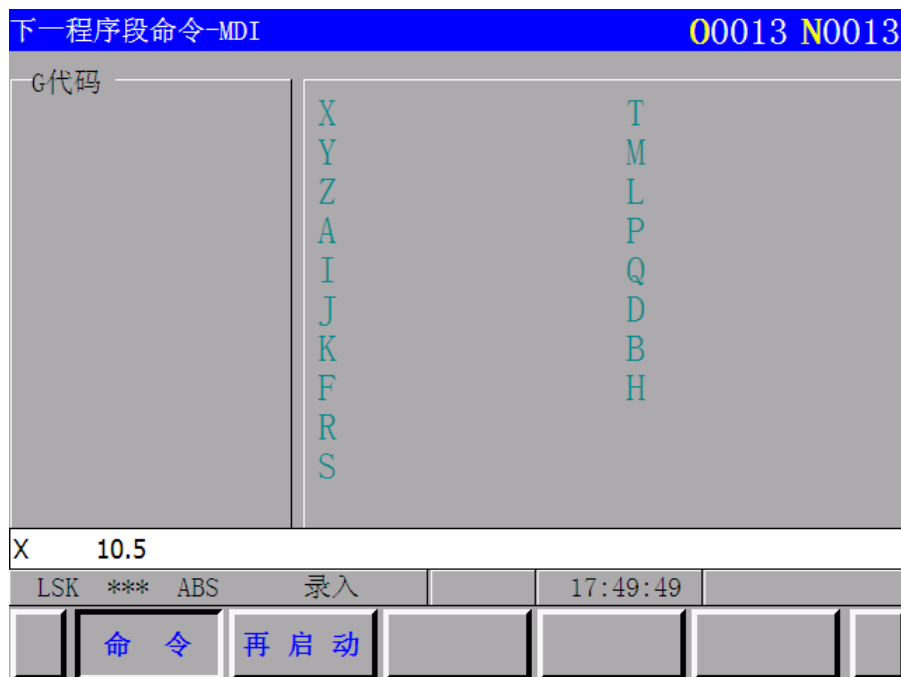 下一程序段命令-MDI O0013 N0013
G代码
X T
Y M
Z L
A P
I Q
J D
K B
F H
R
S
X 10.5
LSK *** ABS 录入 17:49:49
命 令 再 启 动